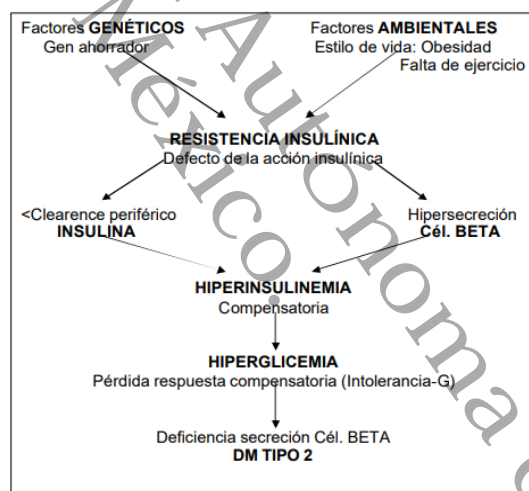 Factores GENÉTICOS
Gen ahorrador
Factores AMBIENTALES
Estilo de vida: Obesidad
Falta de ejercicio
RESISTENCIA INSULÍNICA
Defecto de la acción insulínica
<Clearence periférico
INSULINA
Hipersecreción
Cél. BETA
HIPERINSULINEMIA
Compensatoria
HIPERGLICEMIA
Pérdida respuesta compensatoria (Intolerancia-G)
Deficiencia secreción Cél. BETA
DM TIPO 2
Autónoma
México.